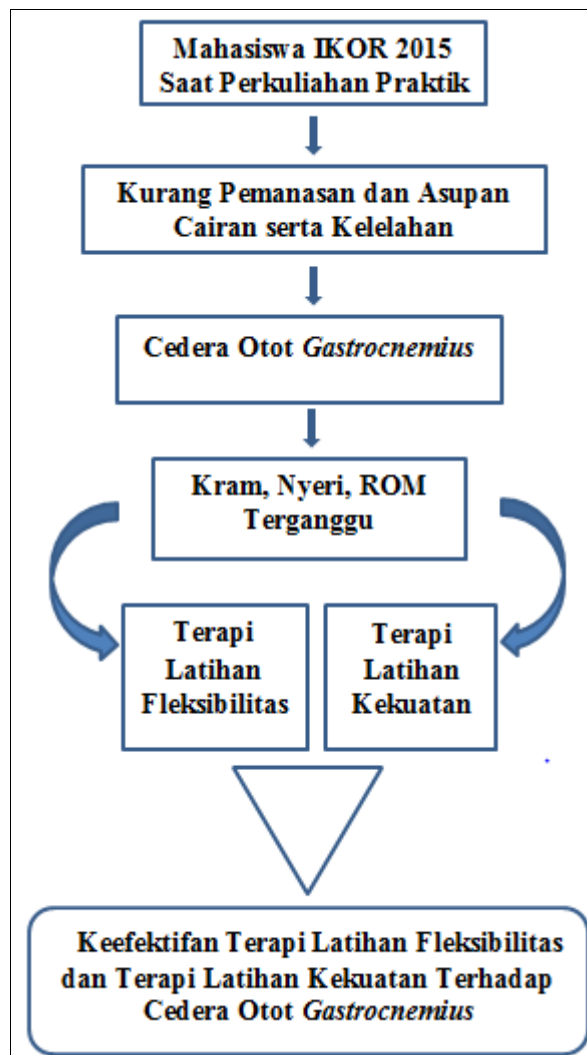 Mahasiswa IKOR 2015
Saat Perkuliahan Praktik
Kurang Pemanasan dan Asupan
Cairan serta Kelelahan
Cedera Otot Gastrocnemius
Kram, Nyeri, ROM
Terganggu
Terapi
Latihan
Fleksibilitas
Terapi
Latihan
Kekuatan
Keefektifan Terapi Latihan Fleksibilitas
dan Terapi Latihan Kekuatan Terhadap
Cedera Otot Gastrocnemius